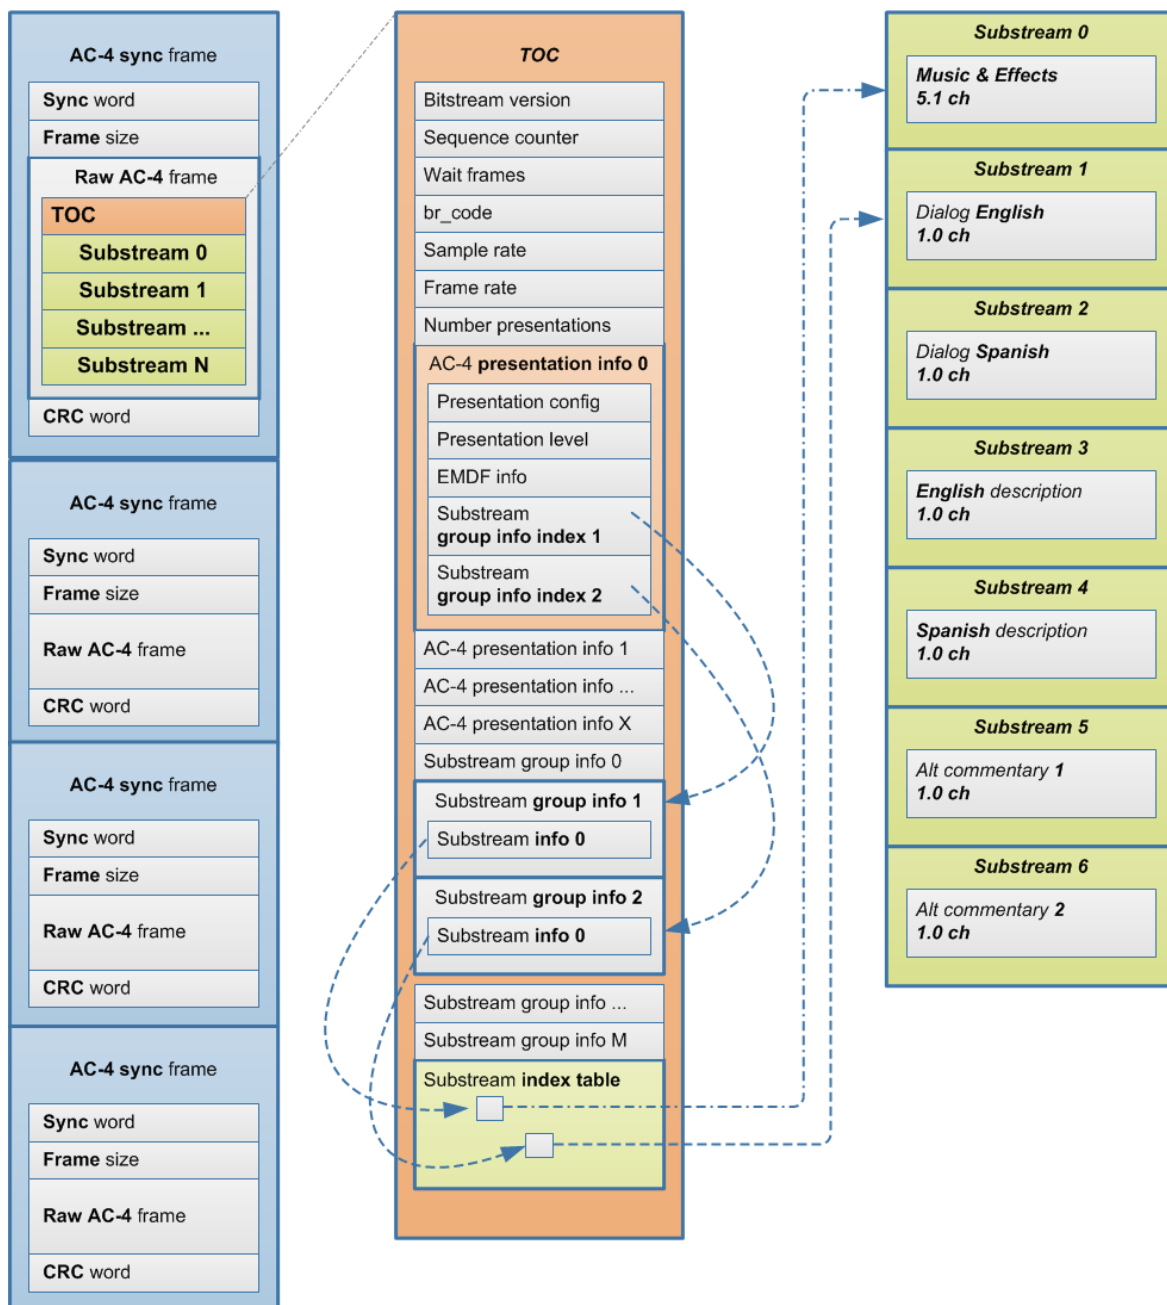 AC-4 sync frame
Sync word
Frame size
Raw AC-4 frame
TOC
Substream 0
Substream 1
Substream ...
Substream N
CRC word
AC-4 sync frame
Sync word
Frame size
Raw AC-4 frame
CRC word
AC-4 sync frame
Sync word
Frame size
Raw AC-4 frame
CRC word
AC-4 sync frame
Sync word
Frame size
Raw AC-4 frame
CRC word
TOC
Bitstream version
Sequence counter
Wait frames
br_code
Sample rate
Frame rate
Number presentations
AC-4 presentation info 0
Presentation config
Presentation level
EMDF info
Substream
group info index 1
Substream
group info index 2
AC-4 presentation info 1
AC-4 presentation info ...
AC-4 presentation info X
Substream group info 0
Substream group info 1
Substream info 0
Substream group info 2
Substream info 0
Substream group info ...
Substream group info M
Substream index table
Substream 0
Music & Effects
5.1 ch
Substream 1
Dialog English
1.0 ch
Substream 2
Dialog Spanish
1.0 ch
Substream 3
English description
1.0 ch
Substream 4
Spanish description
1.0 ch
Substream 5
Alt commentary 1
1.0 ch
Substream 6
Alt commentary 2
1.0 ch